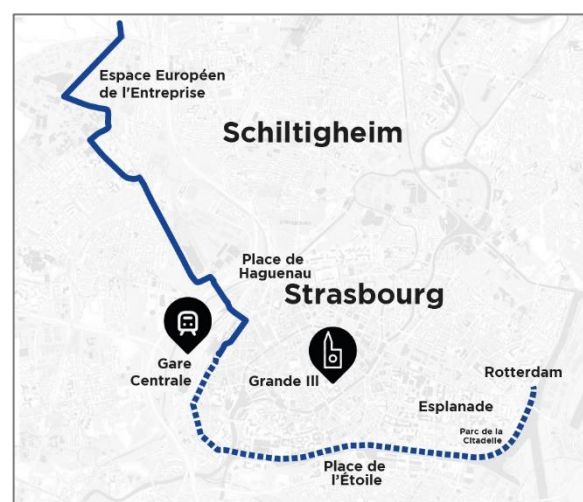 Espace Européen
de l'Entreprise
Schiltigheim
Place de
Haguenau
Strasbourg
Gare
Centrale
Grande III
Rotterdam
Esplanade
Parc de la
Citadelle
Place de
l'Étoile